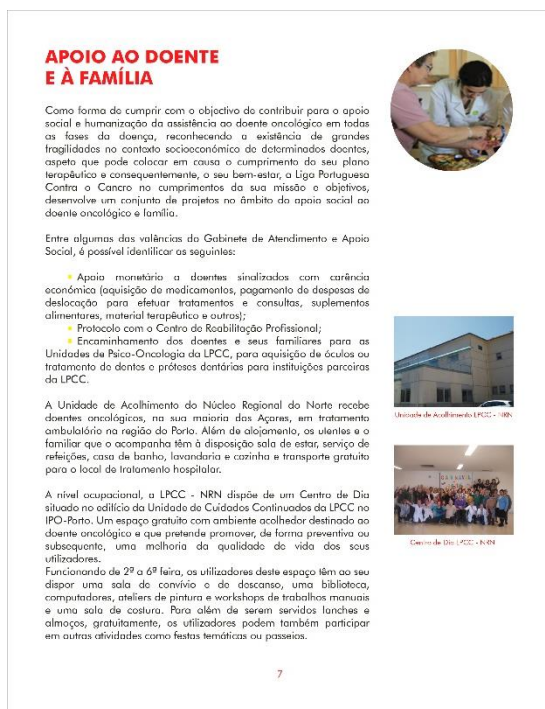 APOIO AO DOENTE
E À FAMÍLIA
Como forma de cumprir com o objectivo de contribuir para o apoio
social e humanização da assistência ao doente oncológico em todas
as fases da doença, reconhecendo a existência de grandes
fragilidades no contexto socioeconómico de determinados doentes,
aspeto que pode colocar em causa o cumprimento do seu plano
terapêutico e consequentemente, o seu bem-estar, a Liga Portuguesa
Contra o Cancro no cumprimentos da sua missão e objetivos,
desenvolve um conjunto de projetos no âmbito do apoio social ao
doente oncológico e família.
Entre algumas das valências do Gabinete de Atendimento e Apoio
Social, é possível identificar as seguintes:
• Apoio monetário a doentes sinalizados com carência
económica (aquisição de medicamentos, pagamento de despesas de
deslocação para efetuar tratamentos e consultas, suplementos
alimentares, material terapêutico e outros);
• Protocolo com o Centro de Reabilitação Profissional;
• Encaminhamento dos doentes e seus familiares para as
Unidades de Psico-Oncologia da LPCC, para aquisição de óculos ou
tratamento de dentes e próteses dentárias para instituições parceiras
da LPCC.
A Unidade de Acolhimento do Núcleo Regional do Norte recebe
doentes oncológicos, na sua maioria dos Açores, em tratamento
ambulatório na região do Porto. Além de alojamento, os utentes e o
familiar que o acompanha têm à disposição sala de estar, serviço de
refeições, casa de banho, lavandaria e cozinha e transporte gratuito
para o local de tratamento hospitalar.
A nível ocupacional, a LPCC - NRN dispõe de um Centro de Dia
situado no edilício da Unidade de Cuidados Continuados da LPCC no
IPO-Porto. Um espaço gratuito com ambiente acolhedor destinado ao
doente oncológico e que pretende promover, de forma preventiva ou
subsequente, uma melhoria da qualidade de vida dos seus
utilizadores.
Funcionando de 2ª a 6ª feira, os utilizadores deste espaço têm ao seu
dispor uma sala de convívio e de descanso, uma biblioteca,
computadores, ateliers de pintura e workshops de trabalhos manuais
e uma sala de costura. Para além de serem servidos lanches e
almoços, gratuitamente, os utilizadores podem também participar
em outras atividades como festas temáticas ou passeios.
Unidade de Acolhimento LPCC - NRN
Centro de Dia LPCC - NRN
7